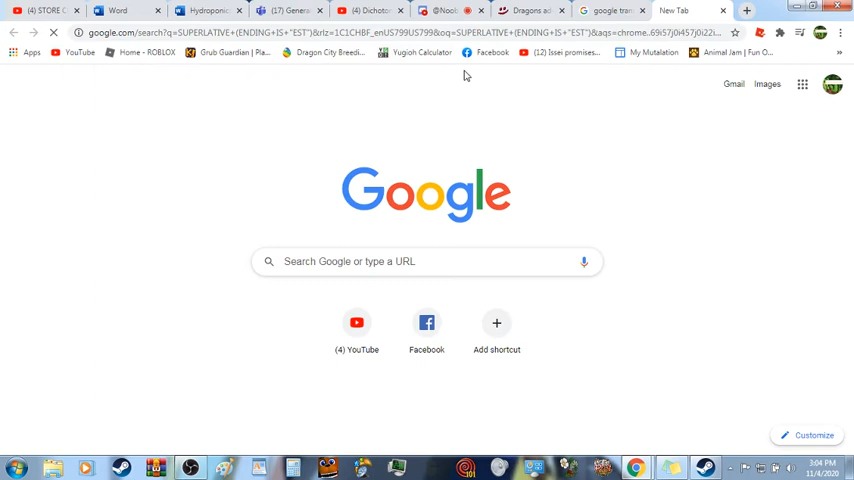 (4) STORE C
Word
Hydroponic
(17) Genera
(4) Dichoton
@Noob
Dragons ad
google tran
New Tab
google.com/search?q=SUPERLATIVE+(ENDING+IS+"EST")&rlz=1C1CHBF_enUS799US799&oq=SUPERLATIVE+(ENDING+IS+"EST")&aqs=chrome..69i57j0i457j0i22i...
Apps
YouTube
Home - ROBLOX
Grub Guardian | Pla...
Dragon City Breedi...
Yugioh Calculator
Facebook
(12) Issei promises...
My Mutalation
Animal Jam | Fun O...
»
Gmail
Images
Google
Search Google or type a URL
(4) YouTube
Facebook
Add shortcut
Customize
3:04 PM
11/4/2020